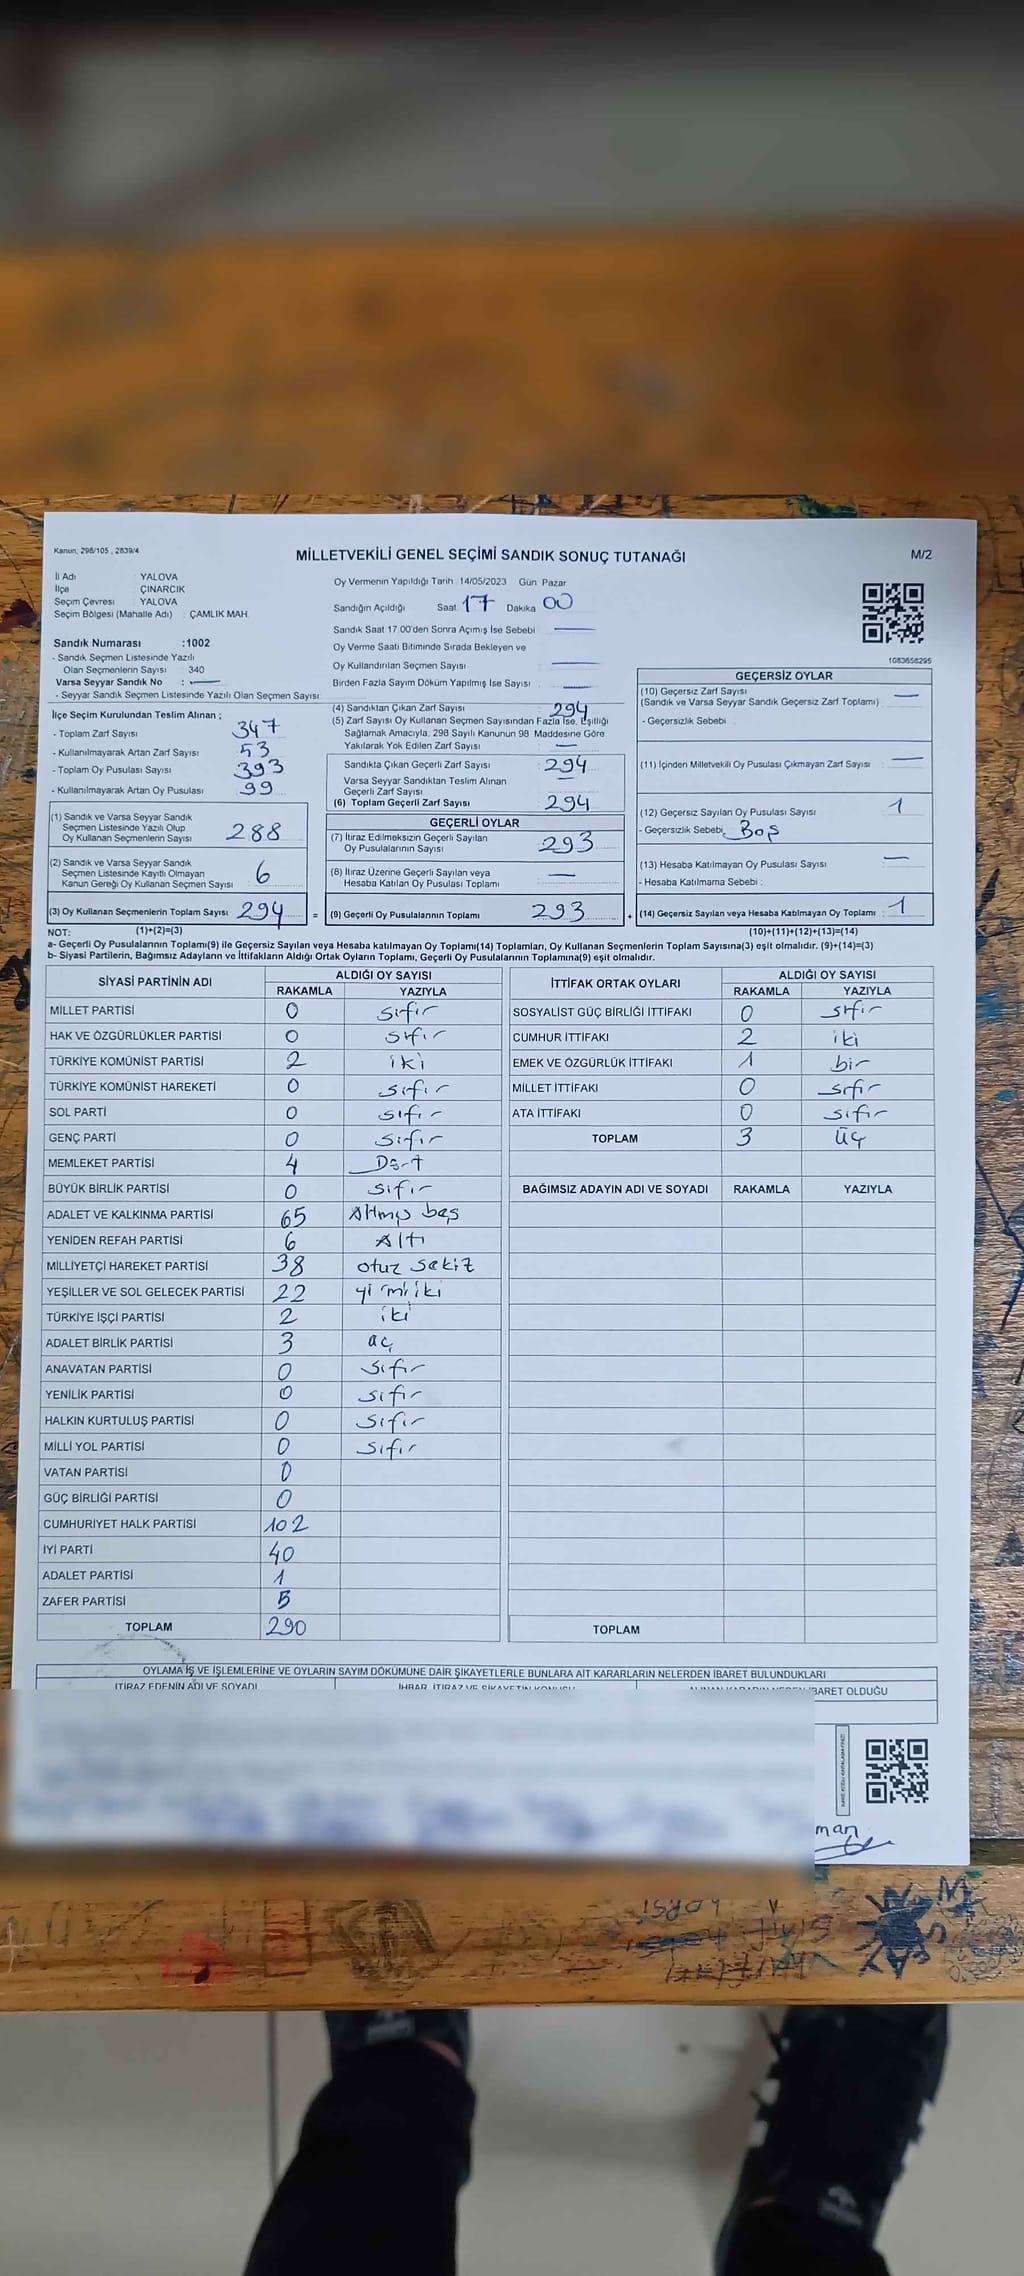 Kanun, 298/105 , 2839/4
MİLLETVEKİLİ GENEL SEÇİMİ SANDIK SONUÇ TUTANAĞI
M/2
İl Adı : YALOVA
İlçe : ÇINARCIK
Seçim Çevresi : YALOVA
Seçim Bölgesi (Mahalle Adı) : ÇAMLIK MAH.
Sandık Numarası :1002
- Sandık Seçmen Listesinde Yazılı
Olan Seçmenlerin Sayısı : 340
Varsa Seyyar Sandık No : —
- Seyyar Sandık Seçmen Listesinde Yazılı Olan Seçmen Sayısı:
Oy Vermenin Yapıldığı Tarih 14/05/2023 Gün Pazar
Sandığın Açıldığı Saat 17 Dakika 00
Sandık Saat 17.00'den Sonra Açımış İse Sebebi —
Oy Verme Saati Bitiminde Sırada Bekleyen ve
Oy Kullandırılan Seçmen Sayısı : —
Birden Fazla Sayım Döküm Yapılmış İse Sayısı : —
1083658295
İlçe Seçim Kurulundan Teslim Alınan ;
- Toplam Zarf Sayısı : 347
- Kullanılmayarak Artan Zarf Sayısı : 53
- Toplam Oy Pusulası Sayısı : 393
- Kullanılmayarak Artan Oy Pusulası : 99
(1) Sandık ve Varsa Seyyar Sandık
Seçmen Listesinde Yazılı Olup
Oy Kullanan Seçmenlerin Sayısı : 288
(2) Sandık ve Varsa Seyyar Sandık
Seçmen Listesinde Kayıtlı Olmayan
Kanun Gereği Oy Kullanan Seçmen Sayısı : 6
(3) Oy Kullanan Seçmenlerin Toplam Sayısı : 294
(1)+(2)=(3)
(4) Sandıktan Çıkan Zarf Sayısı : 294
(5) Zarf Sayısı Oy Kullanan Seçmen Sayısından Fazla İse, Eşitliği
Sağlamak Amacıyla, 298 Sayılı Kanunun 98 Maddesine Göre
Yakılarak Yok Edilen Zarf Sayısı : —
Sandıkta Çıkan Geçerli Zarf Sayısı : 294
Varsa Seyyar Sandıktan Teslim Alınan
Geçerli Zarf Sayısı : —
(6) Toplam Geçerli Zarf Sayısı : 294
GEÇERLİ OYLAR
(7) İtiraz Edilmeksizin Geçerli Sayılan
Oy Pusulalarının Sayısı : 293
(8) İtiraz Üzerine Geçerli Sayılan veya
Hesaba Katılan Oy Pusulası Toplamı : —
= (9) Geçerli Oy Pusulalarının Toplamı : 293
GEÇERSİZ OYLAR
(10) Geçersiz Zarf Sayısı : —
(Sandık ve Varsa Seyyar Sandık Geçersiz Zarf Toplamı)
- Geçersizlik Sebebi :
(11) İçinden Milletvekili Oy Pusulası Çıkmayan Zarf Sayısı : —
(12) Geçersiz Sayılan Oy Pusulası Sayısı : 1
- Geçersizlik Sebebi: Boş
(13) Hesaba Katılmayan Oy Pusulası Sayısı : —
- Hesaba Katılmama Sebebi :
+ (14) Geçersiz Sayılan veya Hesaba Katılmayan Oy Toplamı : 1
(10)+(11)+(12)+(13)=(14)
NOT:
a- Geçerli Oy Pusulalarının Toplamı(9) ile Geçersiz Sayılan veya Hesaba katılmayan Oy Toplamı(14) Toplamları, Oy Kullanan Seçmenlerin Toplam Sayısına(3) eşit olmalıdır. (9)+(14)=(3)
b- Siyasi Partilerin, Bağımsız Adayların ve İttifakların Aldığı Ortak Oyların Toplamı, Geçerli Oy Pusulalarının Toplamına(9) eşit olmalıdır.
SİYASİ PARTİNİN ADI ALDIĞI OY SAYISI
RAKAMLA YAZIYLA
MİLLET PARTİSİ 0 sıfır
HAK VE ÖZGÜRLÜKLER PARTİSİ 0 sıfır
TÜRKİYE KOMÜNİST PARTİSİ 2 iki
TÜRKİYE KOMÜNİST HAREKETİ 0 sıfır
SOL PARTİ 0 sıfır
GENÇ PARTİ 0 sıfır
MEMLEKET PARTİSİ 4 Dört
BÜYÜK BİRLİK PARTİSİ 0 sıfır
ADALET VE KALKINMA PARTİSİ 65 Altmış beş
YENİDEN REFAH PARTİSİ 6 Altı
MİLLİYETÇİ HAREKET PARTİSİ 38 otuz sekiz
YEŞİLLER VE SOL GELECEK PARTİSİ 22 yirmi iki
TÜRKİYE İŞÇİ PARTİSİ 2 iki
ADALET BİRLİK PARTİSİ 3 üç
ANAVATAN PARTİSİ 0 sıfır
YENİLİK PARTİSİ 0 sıfır
HALKIN KURTULUŞ PARTİSİ 0 sıfır
MİLLİ YOL PARTİSİ 0 sıfır
VATAN PARTİSİ 0
GÜÇ BİRLİĞİ PARTİSİ 0
CUMHURİYET HALK PARTİSİ 102
İYİ PARTİ 40
ADALET PARTİSİ 1
ZAFER PARTİSİ 5
TOPLAM 290
İTTİFAK ORTAK OYLARI ALDIĞI OY SAYISI
RAKAMLA YAZIYLA
SOSYALİST GÜÇ BİRLİĞİ İTTİFAKI 0 sıfır
CUMHUR İTTİFAKI 2 iki
EMEK VE ÖZGÜRLÜK İTTİFAKI 1 bir
MİLLET İTTİFAKI 0 sıfır
ATA İTTİFAKI 0 sıfır
TOPLAM 3 üç
BAĞIMSIZ ADAYIN ADI VE SOYADI RAKAMLA YAZIYLA
TOPLAM
OYLAMA İŞ VE İŞLEMLERİNE VE OYLARIN SAYIM DÖKÜMÜNE DAİR ŞİKAYETLERLE BUNLARA AİT KARARLARIN NELERDEN İBARET BULUNDUKLARI
İTİRAZ EDENİN ADI VE SOYADI İHBAR, İTİRAZ VE ŞİKAYETİN KONUSU ALINAN KARARIN NEDEN İBARET OLDUĞU
man